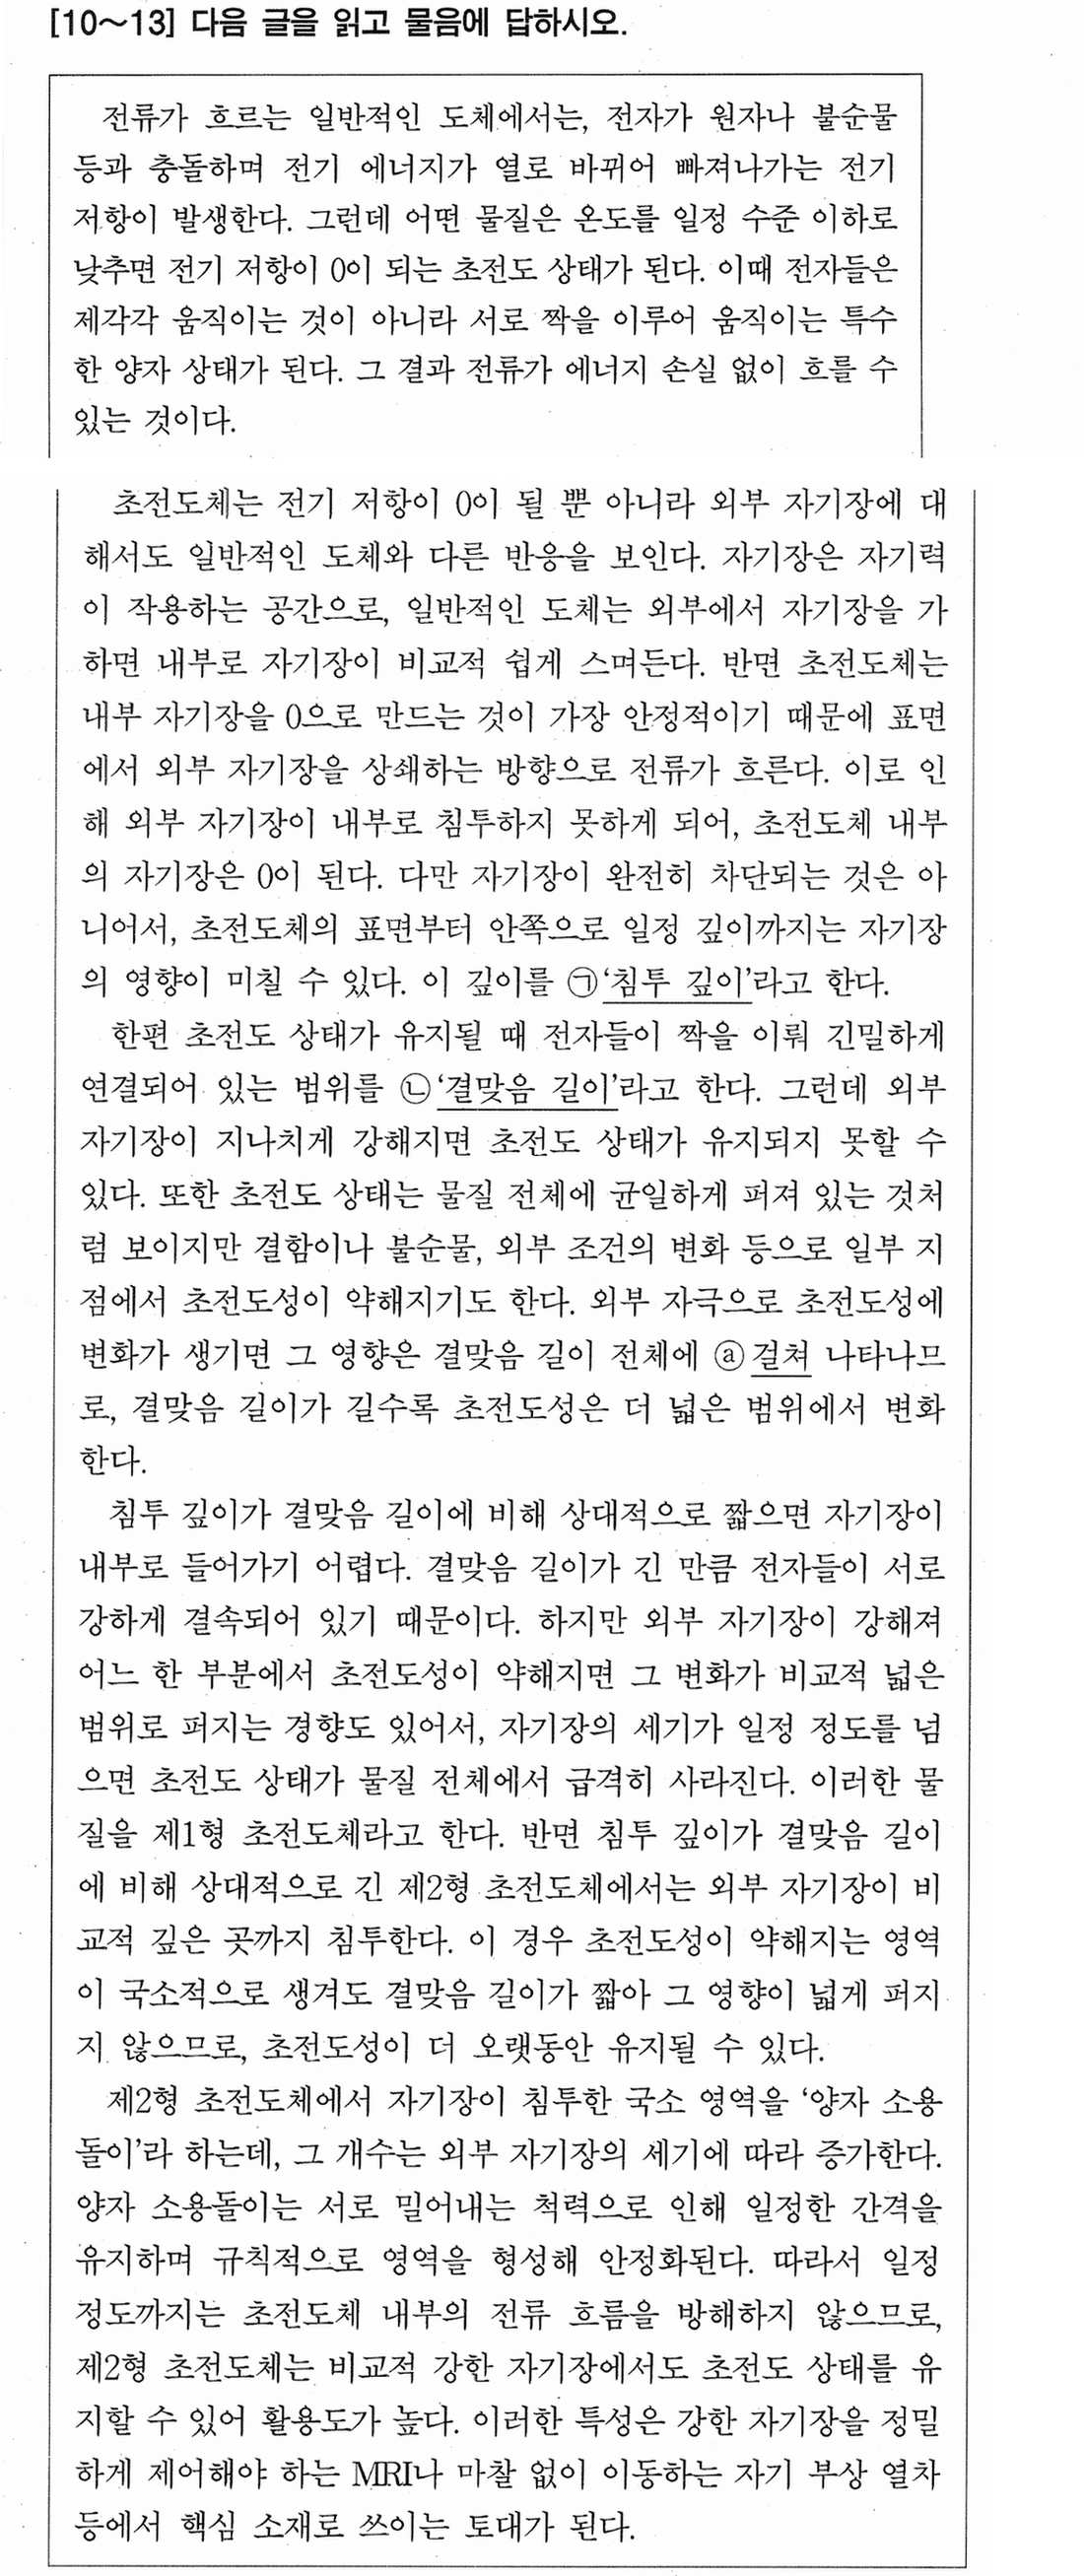 [10～13] 다음 글을 읽고 물음에 답하시오.
전류가 흐르는 일반적인 도체에서는, 전자가 원자나 불순물
등과 충돌하며 전기 에너지가 열로 바뀌어 빠져나가는 전기
저항이 발생한다. 그런데 어떤 물질은 온도를 일정 수준 이하로
낮추면 전기 저항이 0이 되는 초전도 상태가 된다. 이때 전자들은
제각각 움직이는 것이 아니라 서로 짝을 이루어 움직이는 특수
한 양자 상태가 된다. 그 결과 전류가 에너지 손실 없이 흐를 수
있는 것이다.
초전도체는 전기 저항이 0이 될 뿐 아니라 외부 자기장에 대
해서도 일반적인 도체와 다른 반응을 보인다. 자기장은 자기력
이 작용하는 공간으로, 일반적인 도체는 외부에서 자기장을 가
하면 내부로 자기장이 비교적 쉽게 스며든다. 반면 초전도체는
내부 자기장을 0으로 만드는 것이 가장 안정적이기 때문에 표면
에서 외부 자기장을 상쇄하는 방향으로 전류가 흐른다. 이로 인
해 외부 자기장이 내부로 침투하지 못하게 되어, 초전도체 내부
의 자기장은 0이 된다. 다만 자기장이 완전히 차단되는 것은 아
니어서, 초전도체의 표면부터 안쪽으로 일정 깊이까지는 자기장
의 영향이 미칠 수 있다. 이 깊이를 ㉠‘침투 깊이’라고 한다.
한편 초전도 상태가 유지될 때 전자들이 짝을 이뤄 긴밀하게
연결되어 있는 범위를 ㉡‘결맞음 길이’라고 한다. 그런데 외부
자기장이 지나치게 강해지면 초전도 상태가 유지되지 못할 수
있다. 또한 초전도 상태는 물질 전체에 균일하게 퍼져 있는 것처
럼 보이지만 결함이나 불순물, 외부 조건의 변화 등으로 일부 지
점에서 초전도성이 약해지기도 한다. 외부 자극으로 초전도성에
변화가 생기면 그 영향은 결맞음 길이 전체에 ⓐ걸쳐 나타나므
로, 결맞음 길이가 길수록 초전도성은 더 넓은 범위에서 변화
한다.
침투 깊이가 결맞음 길이에 비해 상대적으로 짧으면 자기장이
내부로 들어가기 어렵다. 결맞음 길이가 긴 만큼 전자들이 서로
강하게 결속되어 있기 때문이다. 하지만 외부 자기장이 강해져
어느 한 부분에서 초전도성이 약해지면 그 변화가 비교적 넓은
범위로 퍼지는 경향도 있어서, 자기장의 세기가 일정 정도를 넘
으면 초전도 상태가 물질 전체에서 급격히 사라진다. 이러한 물
질을 제1형 초전도체라고 한다. 반면 침투 깊이가 결맞음 길이
에 비해 상대적으로 긴 제2형 초전도체에서는 외부 자기장이 비
교적 깊은 곳까지 침투한다. 이 경우 초전도성이 약해지는 영역
이 국소적으로 생겨도 결맞음 길이가 짧아 그 영향이 넓게 퍼지
지 않으므로, 초전도성이 더 오랫동안 유지될 수 있다.
제2형 초전도체에서 자기장이 침투한 국소 영역을 ‘양자 소용
돌이’라 하는데, 그 개수는 외부 자기장의 세기에 따라 증가한다.
양자 소용돌이는 서로 밀어내는 척력으로 인해 일정한 간격을
유지하며 규칙적으로 영역을 형성해 안정화된다. 따라서 일정
정도까지는 초전도체 내부의 전류 흐름을 방해하지 않으므로,
제2형 초전도체는 비교적 강한 자기장에서도 초전도 상태를 유
지할 수 있어 활용도가 높다. 이러한 특성은 강한 자기장을 정밀
하게 제어해야 하는 MRI나 마찰 없이 이동하는 자기 부상 열차
등에서 핵심 소재로 쓰이는 토대가 된다.